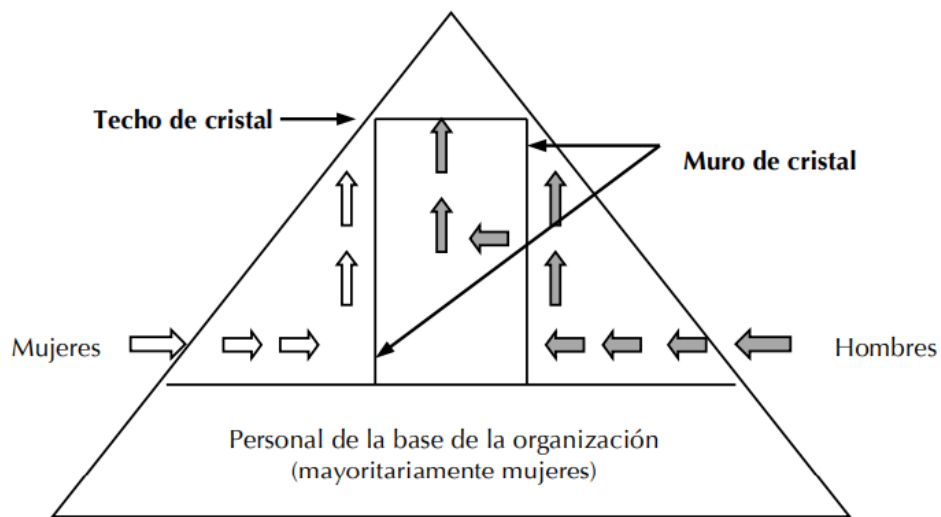 Techo de cristal
Muro de cristal
Mujeres
Hombres
Personal de la base de la organización
(mayoritariamente mujeres)